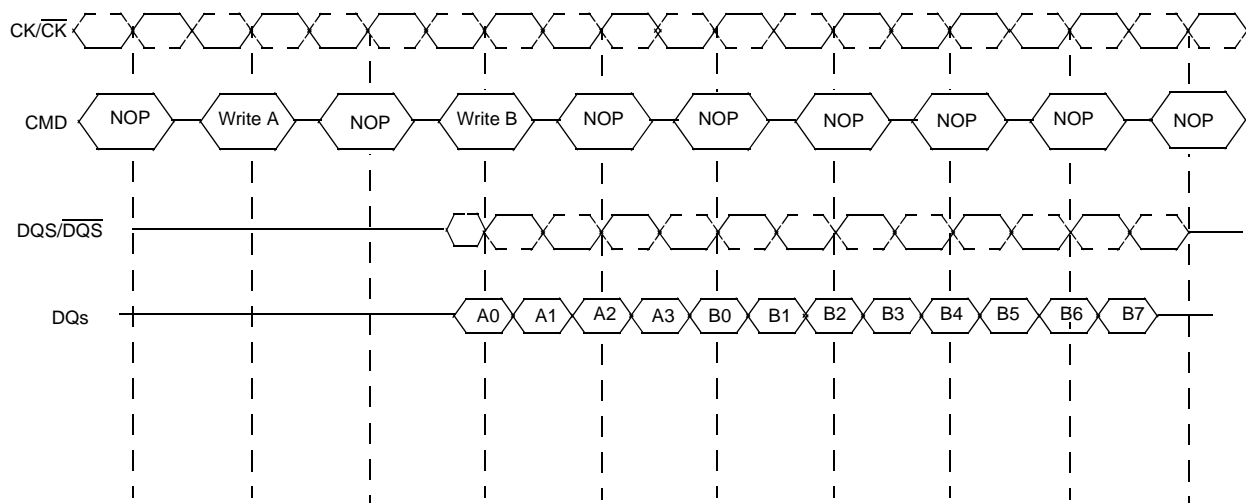 CK/CK
CMD NOP Write A NOP Write B NOP NOP NOP NOP NOP NOP
DQS/DQS
DQs A0 A1 A2 A3 B0 B1 B2 B3 B4 B5 B6 B7